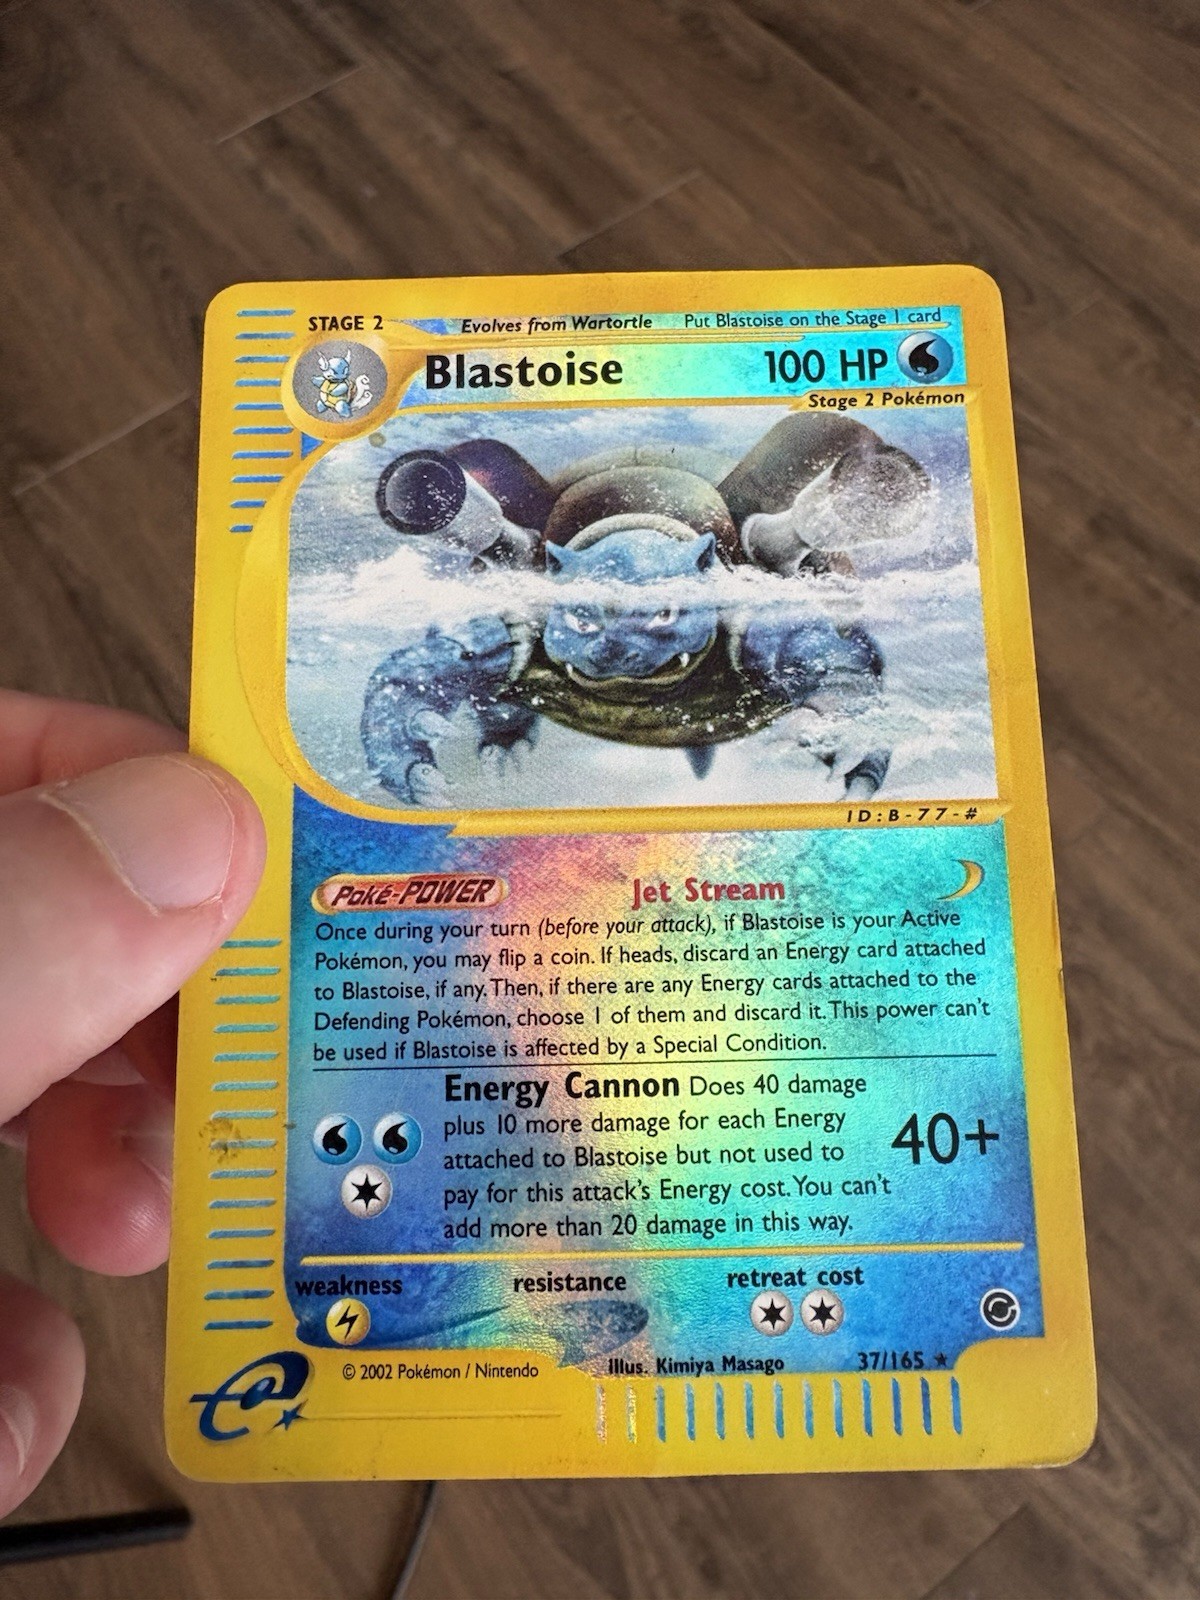 STAGE 2
Evolves from Wartortle
Put Blastoise on the Stage 1 card
Blastoise
100 HP
Stage 2 Pokémon
ID:B-77-#
Poké-POWER
Jet Stream
Once during your turn (before your attack), if Blastoise is your Active
Pokémon, you may flip a coin. If heads, discard an Energy card attached
to Blastoise, if any. Then, if there are any Energy cards attached to the
Defending Pokémon, choose 1 of them and discard it. This power can't
be used if Blastoise is affected by a Special Condition.
Energy Cannon Does 40 damage
plus 10 more damage for each Energy
attached to Blastoise but not used to
pay for this attack's Energy cost. You can't
add more than 20 damage in this way.
40+
weakness
resistance
retreat cost
© 2002 Pokémon / Nintendo
Illus. Kimiya Masago
37/165 ★
e